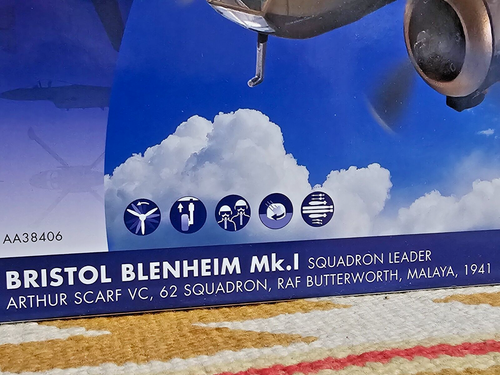 AA38406
BRISTOL BLENHEIM Mk.I SQUADRON LEADER
ARTHUR SCARF VC, 62 SQUADRON, RAF BUTTERWORTH, MALAYA, 1941